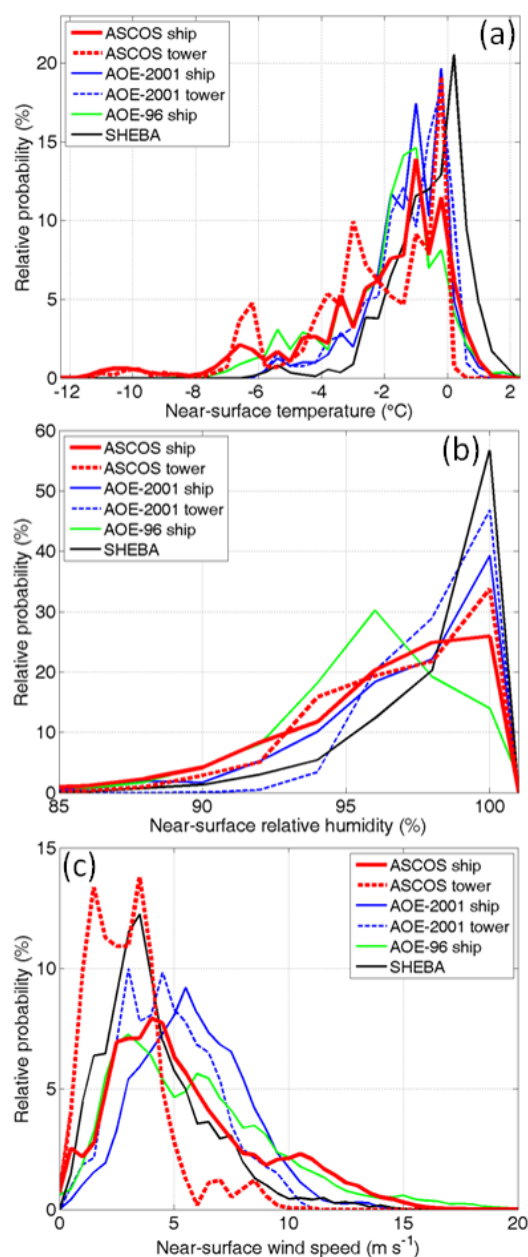 (a)
ASCOS ship
ASCOS tower
AOE-2001 ship
AOE-2001 tower
AOE-96 ship
SHEBA
Relative probability (%)
20
15
10
5
0
-12 -10 -8 -6 -4 -2 0 2
Near-surface temperature (°C)
(b)
ASCOS ship
ASCOS tower
AOE-2001 ship
AOE-2001 tower
AOE-96 ship
SHEBA
Relative probability (%)
60
50
40
30
20
10
0
85 90 95 100
Near-surface relative humidity (%)
(c)
ASCOS ship
ASCOS tower
AOE-2001 ship
AOE-2001 tower
AOE-96 ship
SHEBA
Relative probability (%)
15
10
5
0
0 5 10 15 20
Near-surface wind speed (m s⁻¹)